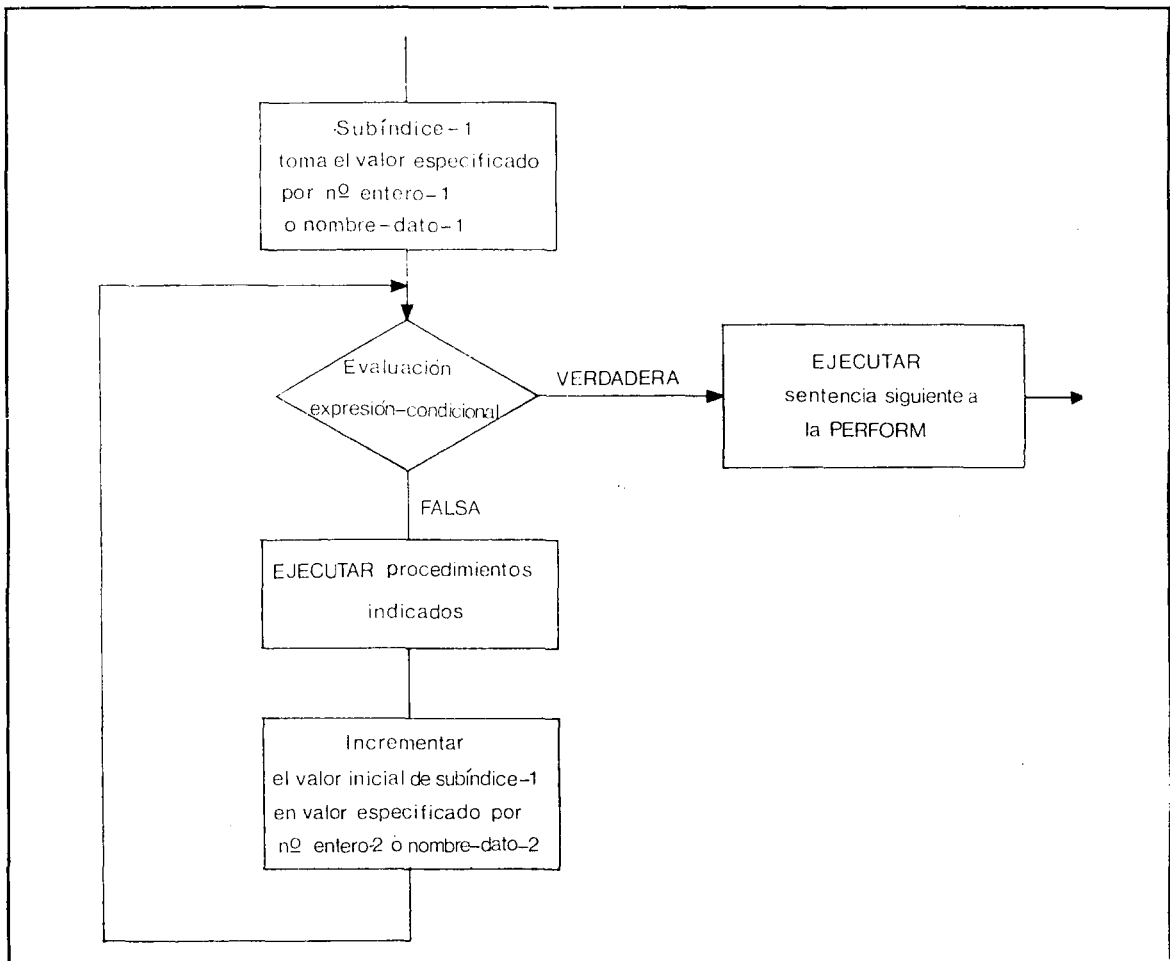 Subíndice-1
toma el valor especificado
por nº entero-1
o nombre-dato-1
Evaluación
expresión-condicional
VERDADERA
EJECUTAR
sentencia siguiente a
la PERFORM
FALSA
EJECUTAR procedimientos
indicados
Incrementar
el valor inicial de subíndice-1
en valor especificado por
nº entero-2 o nombre-dato-2